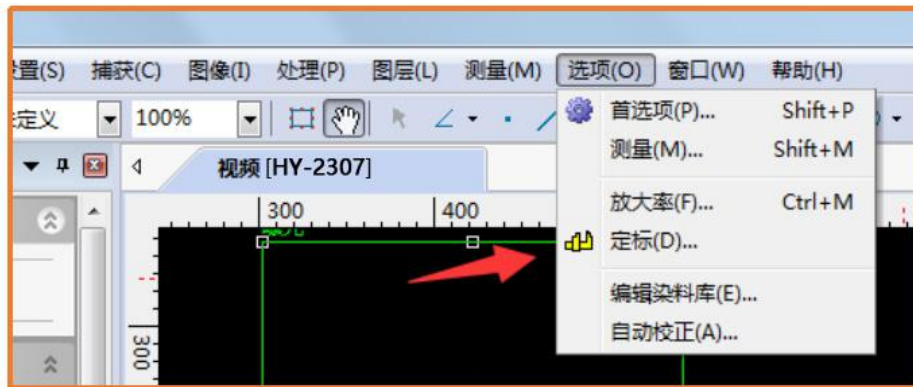 置(S) 捕获(C) 图像(I) 处理(P) 图层(L) 测量(M) 选项(O) 窗口(W) 帮助(H)
定义 100%
首选项(P)... Shift+P
测量(M)... Shift+M
视频 [HY-2307]
放大率(F)... Ctrl+M
300 400
定标(D)...
编辑染料库(E)...
自动校正(A)...
300